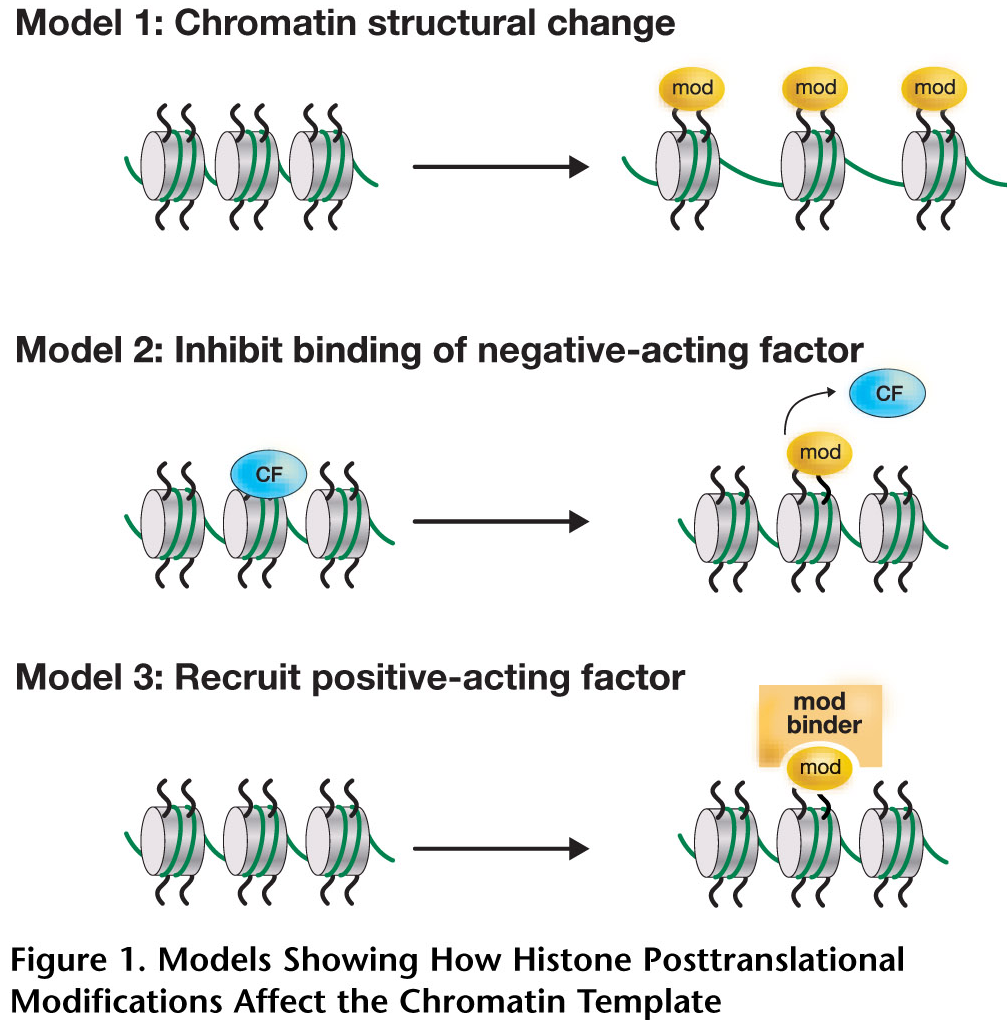 Model 1: Chromatin structural change
mod
mod
mod
Model 2: Inhibit binding of negative-acting factor
CF
mod
CF
Model 3: Recruit positive-acting factor
mod
binder
mod
Figure 1. Models Showing How Histone Posttranslational
Modifications Affect the Chromatin Template